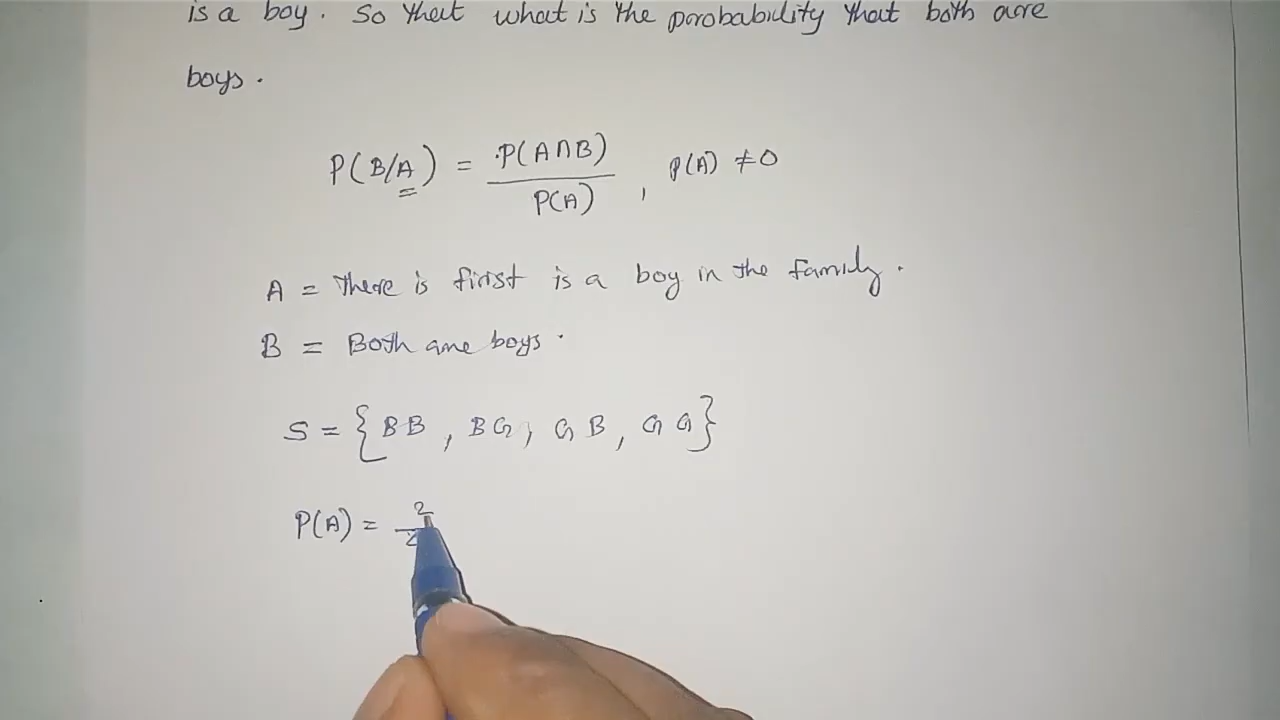 is a boy. So that what is the probability that both are
boys.
P(B/A) = P(A∩B) / P(A) , P(A) ≠ 0
A = There is first is a boy in the family.
B = Both are boys.
S = {BB, BG, GB, GG}
P(A) = 2